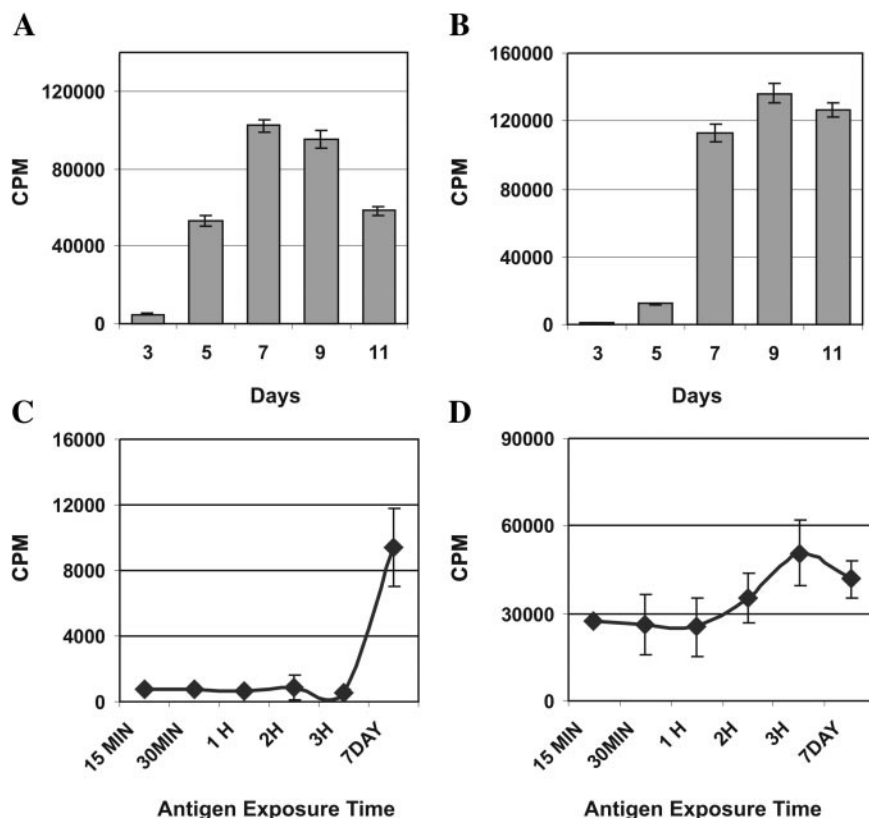 A
120000
80000
40000
0
CPM
3 5 7 9 11
Days
B
160000
120000
80000
40000
0
CPM
3 5 7 9 11
Days
C
16000
12000
8000
4000
0
CPM
15 MIN 30MIN 1 H 2H 3H 7DAY
Antigen Exposure Time
D
90000
60000
30000
0
CPM
15 MIN 30MIN 1 H 2H 3H 7DAY
Antigen Exposure Time